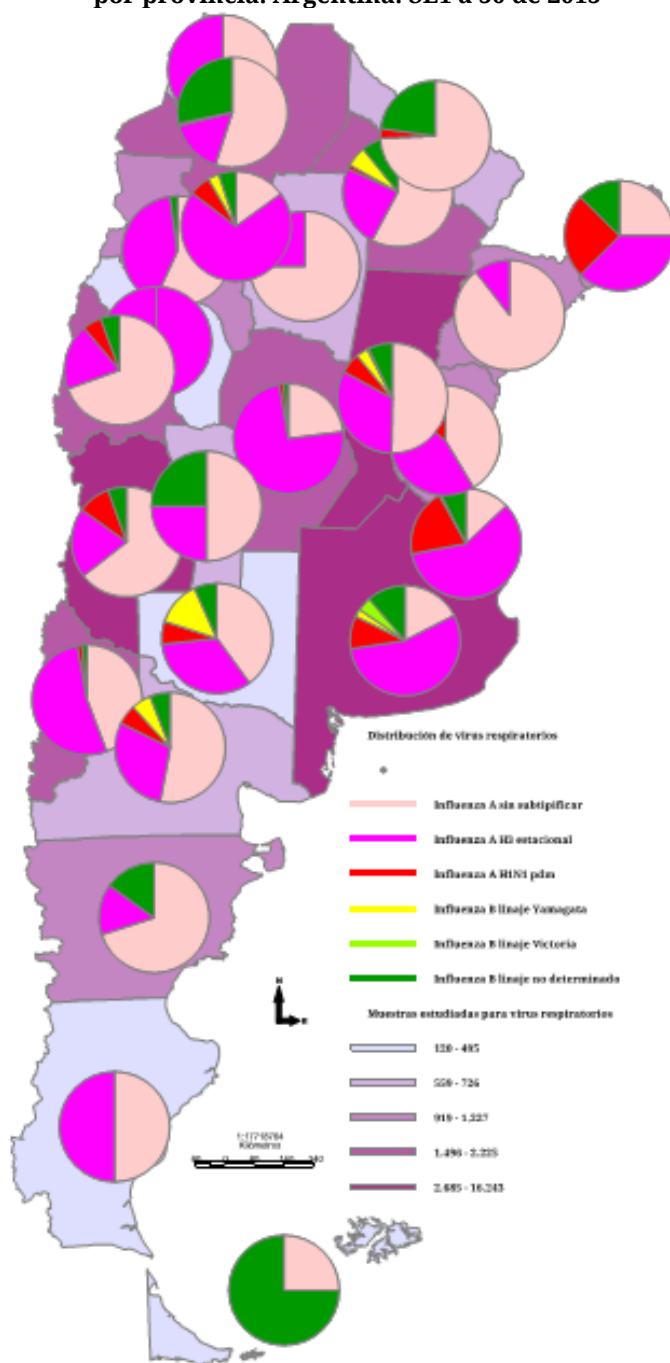 por provincia. Argentina. SE1 a 50 de 2015
Distribución de virus respiratorios
Influenza A sin subtipificar
Influenza A H3 estacional
Influenza A H1N1 pdm
Influenza B linaje Yamagata
Influenza B linaje Victoria
Influenza B linaje no determinado
N
E
Muestras estudiadas para virus respiratorios
120 - 495
559 - 726
919 - 1.227
1.496 - 2.225
2.685 - 16.243
Kilómetros